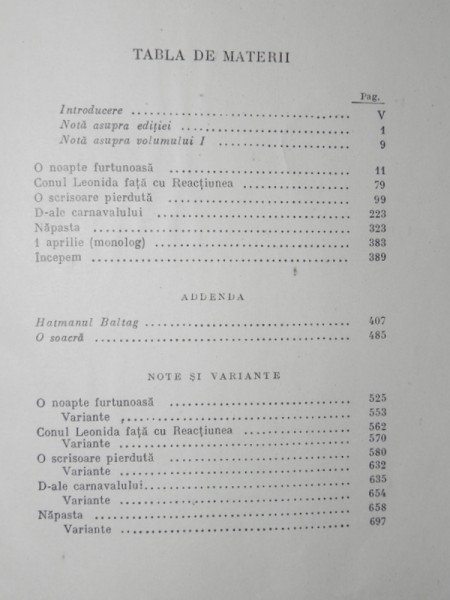 TABLA DE MATERII
Pag.
Introducere V
Notă asupra ediției 1
Notă asupra volumului I 9
O noapte furtunoasă 11
Conul Leonida față cu Reacțiunea 79
O scrisoare pierdută 99
D-ale carnavalului 223
Năpasta 323
1 aprilie (monolog) 383
Incepem 389
ADDENDA
Hatmanul Baltag 407
O soacră 485
NOTE ȘI VARIANTE
O noapte furtunoasă 525
Variante 553
Conul Leonida față cu Reacțiunea 562
Variante 570
O scrisoare pierdută 580
Variante 632
D-ale carnavalului 635
Variante 654
Năpasta 658
Variante 697